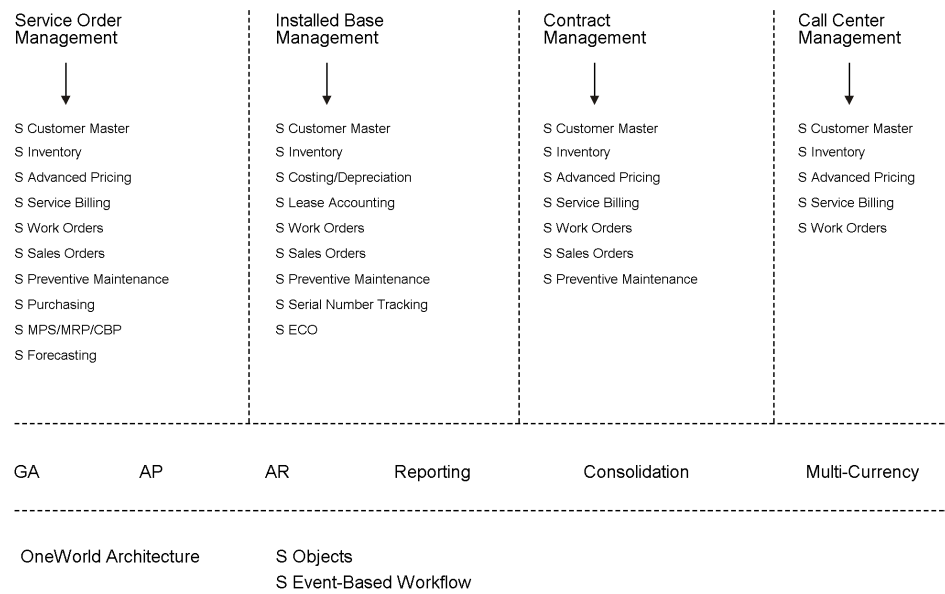 Service Order
Management
S Customer Master
S Inventory
S Advanced Pricing
S Service Billing
S Work Orders
S Sales Orders
S Preventive Maintenance
S Purchasing
S MPS/MRP/CBP
S Forecasting
Installed Base
Management
S Customer Master
S Inventory
S Costing/Depreciation
S Lease Accounting
S Work Orders
S Sales Orders
S Preventive Maintenance
S Serial Number Tracking
S ECO
Contract
Management
S Customer Master
S Inventory
S Advanced Pricing
S Service Billing
S Work Orders
S Sales Orders
S Preventive Maintenance
Call Center
Management
S Customer Master
S Inventory
S Advanced Pricing
S Service Billing
S Work Orders
GA AP AR Reporting Consolidation Multi-Currency
OneWorld Architecture
S Objects
S Event-Based Workflow